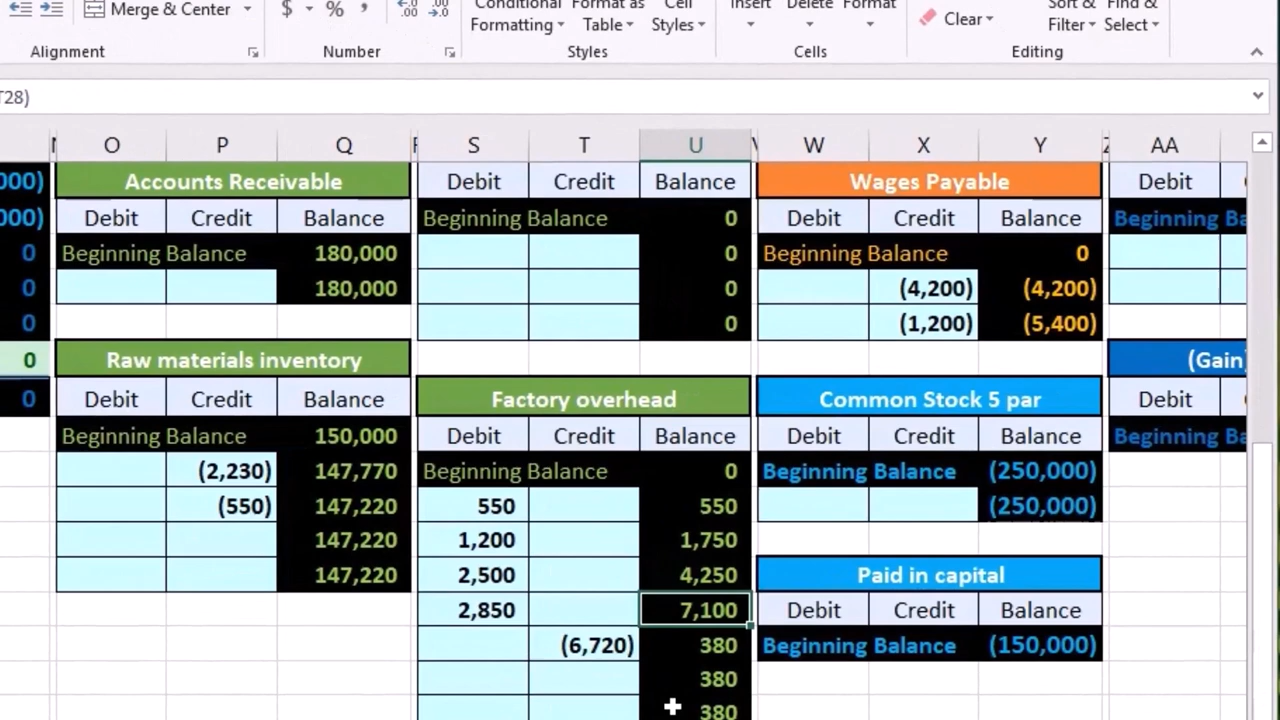 Merge & Center $ % , Conditional Format as Cell Insert Delete Format Sort & Find &
Formatting Table Styles Clear Filter Select
Alignment Number Styles Cells Editing
T28)
O P Q S T U W X Y Z AA
000) Accounts Receivable Debit Credit Balance Wages Payable Debit
000) Debit Credit Balance Beginning Balance 0 Debit Credit Balance Beginning Ba
0 Beginning Balance 180,000 0 Beginning Balance 0
0 180,000 0 (4,200) (4,200)
0 0 (1,200) (5,400)
0 Raw materials inventory (Gain)
0 Debit Credit Balance Factory overhead Common Stock 5 par Debit
Beginning Balance 150,000 Debit Credit Balance Debit Credit Balance Beginning Ba
(2,230) 147,770 Beginning Balance 0 Beginning Balance (250,000)
(550) 147,220 550 550 (250,000)
147,220 1,200 1,750
147,220 2,500 4,250 Paid in capital
2,850 7,100 Debit Credit Balance
(6,720) 380 Beginning Balance (150,000)
380
380